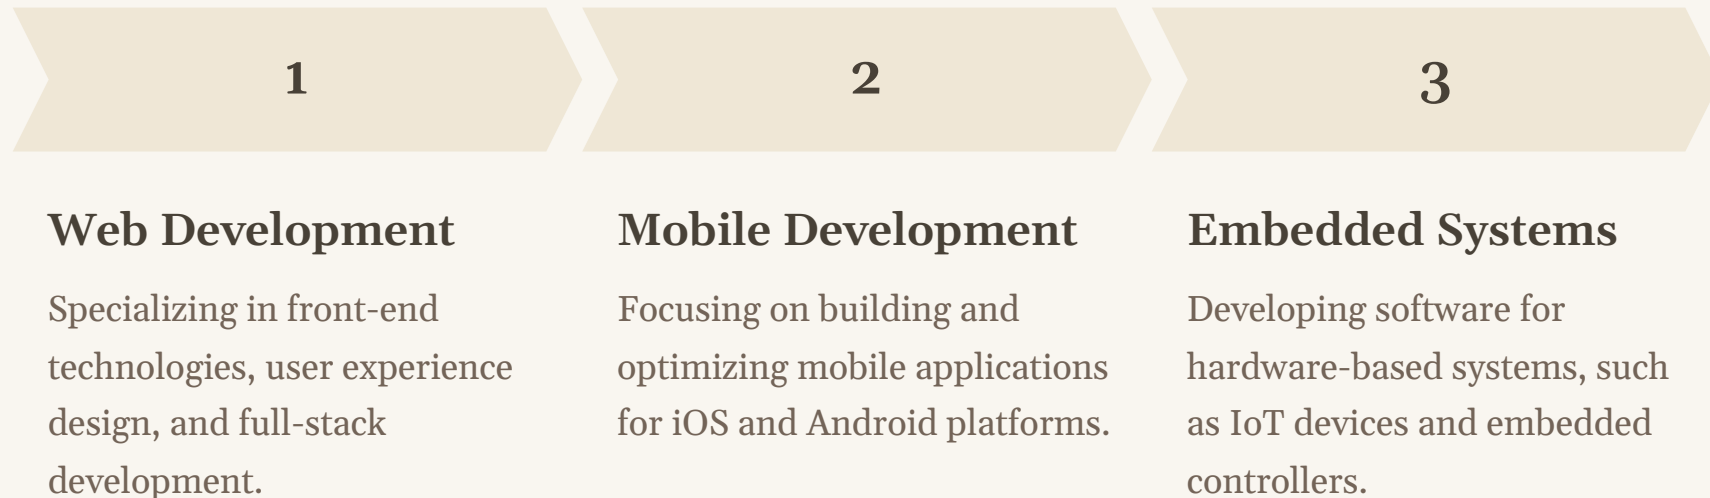 1
2
3
Web Development
Specializing in front-end
technologies, user experience
design, and full-stack
development.
Mobile Development
Focusing on building and
optimizing mobile applications
for iOS and Android platforms.
Embedded Systems
Developing software for
hardware-based systems, such
as IoT devices and embedded
controllers.